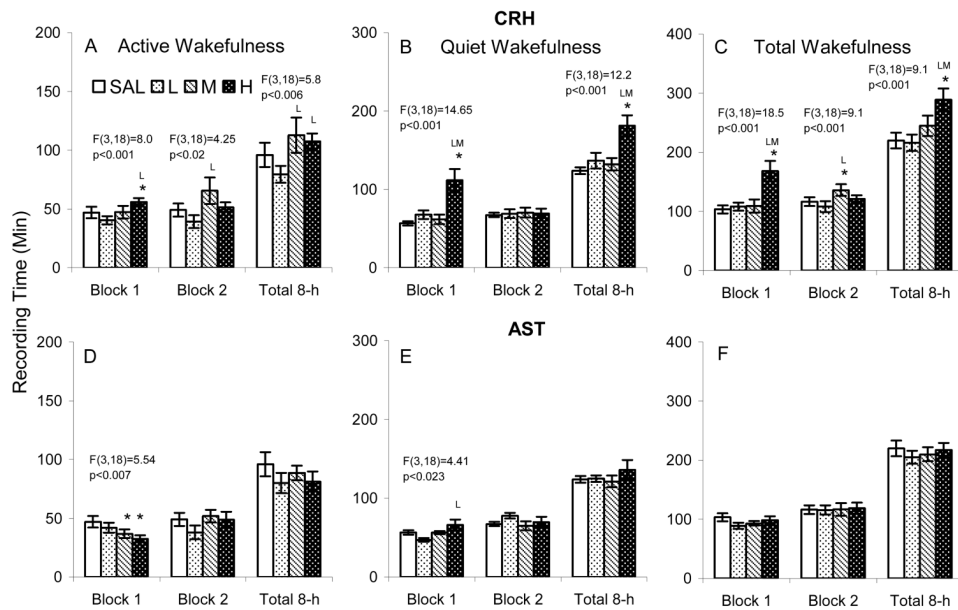 CRH
Recording Time (Min)
A Active Wakefulness
SAL L M H
200
150
100
50
0
F(3,18)=8.0
p<0.001
L
*
F(3,18)=4.25
p<0.02
L
F(3,18)=5.8
p<0.006
L L
Block 1 Block 2 Total 8-h
B Quiet Wakefulness
300
200
100
0
F(3,18)=14.65
p<0.001
LM
*
F(3,18)=12.2
p<0.001
LM
*
Block 1 Block 2 Total 8-h
C Total Wakefulness
400
300
200
100
0
F(3,18)=18.5
p<0.001
LM
*
F(3,18)=9.1
p<0.001
L
*
F(3,18)=9.1
p<0.001
LM
*
Block 1 Block 2 Total 8-h
AST
D
200
150
100
50
0
F(3,18)=5.54
p<0.007
* *
Block 1 Block 2 Total 8-h
E
300
200
100
0
F(3,18)=4.41
p<0.023
L
Block 1 Block 2 Total 8-h
F
400
300
200
100
0
Block 1 Block 2 Total 8-h